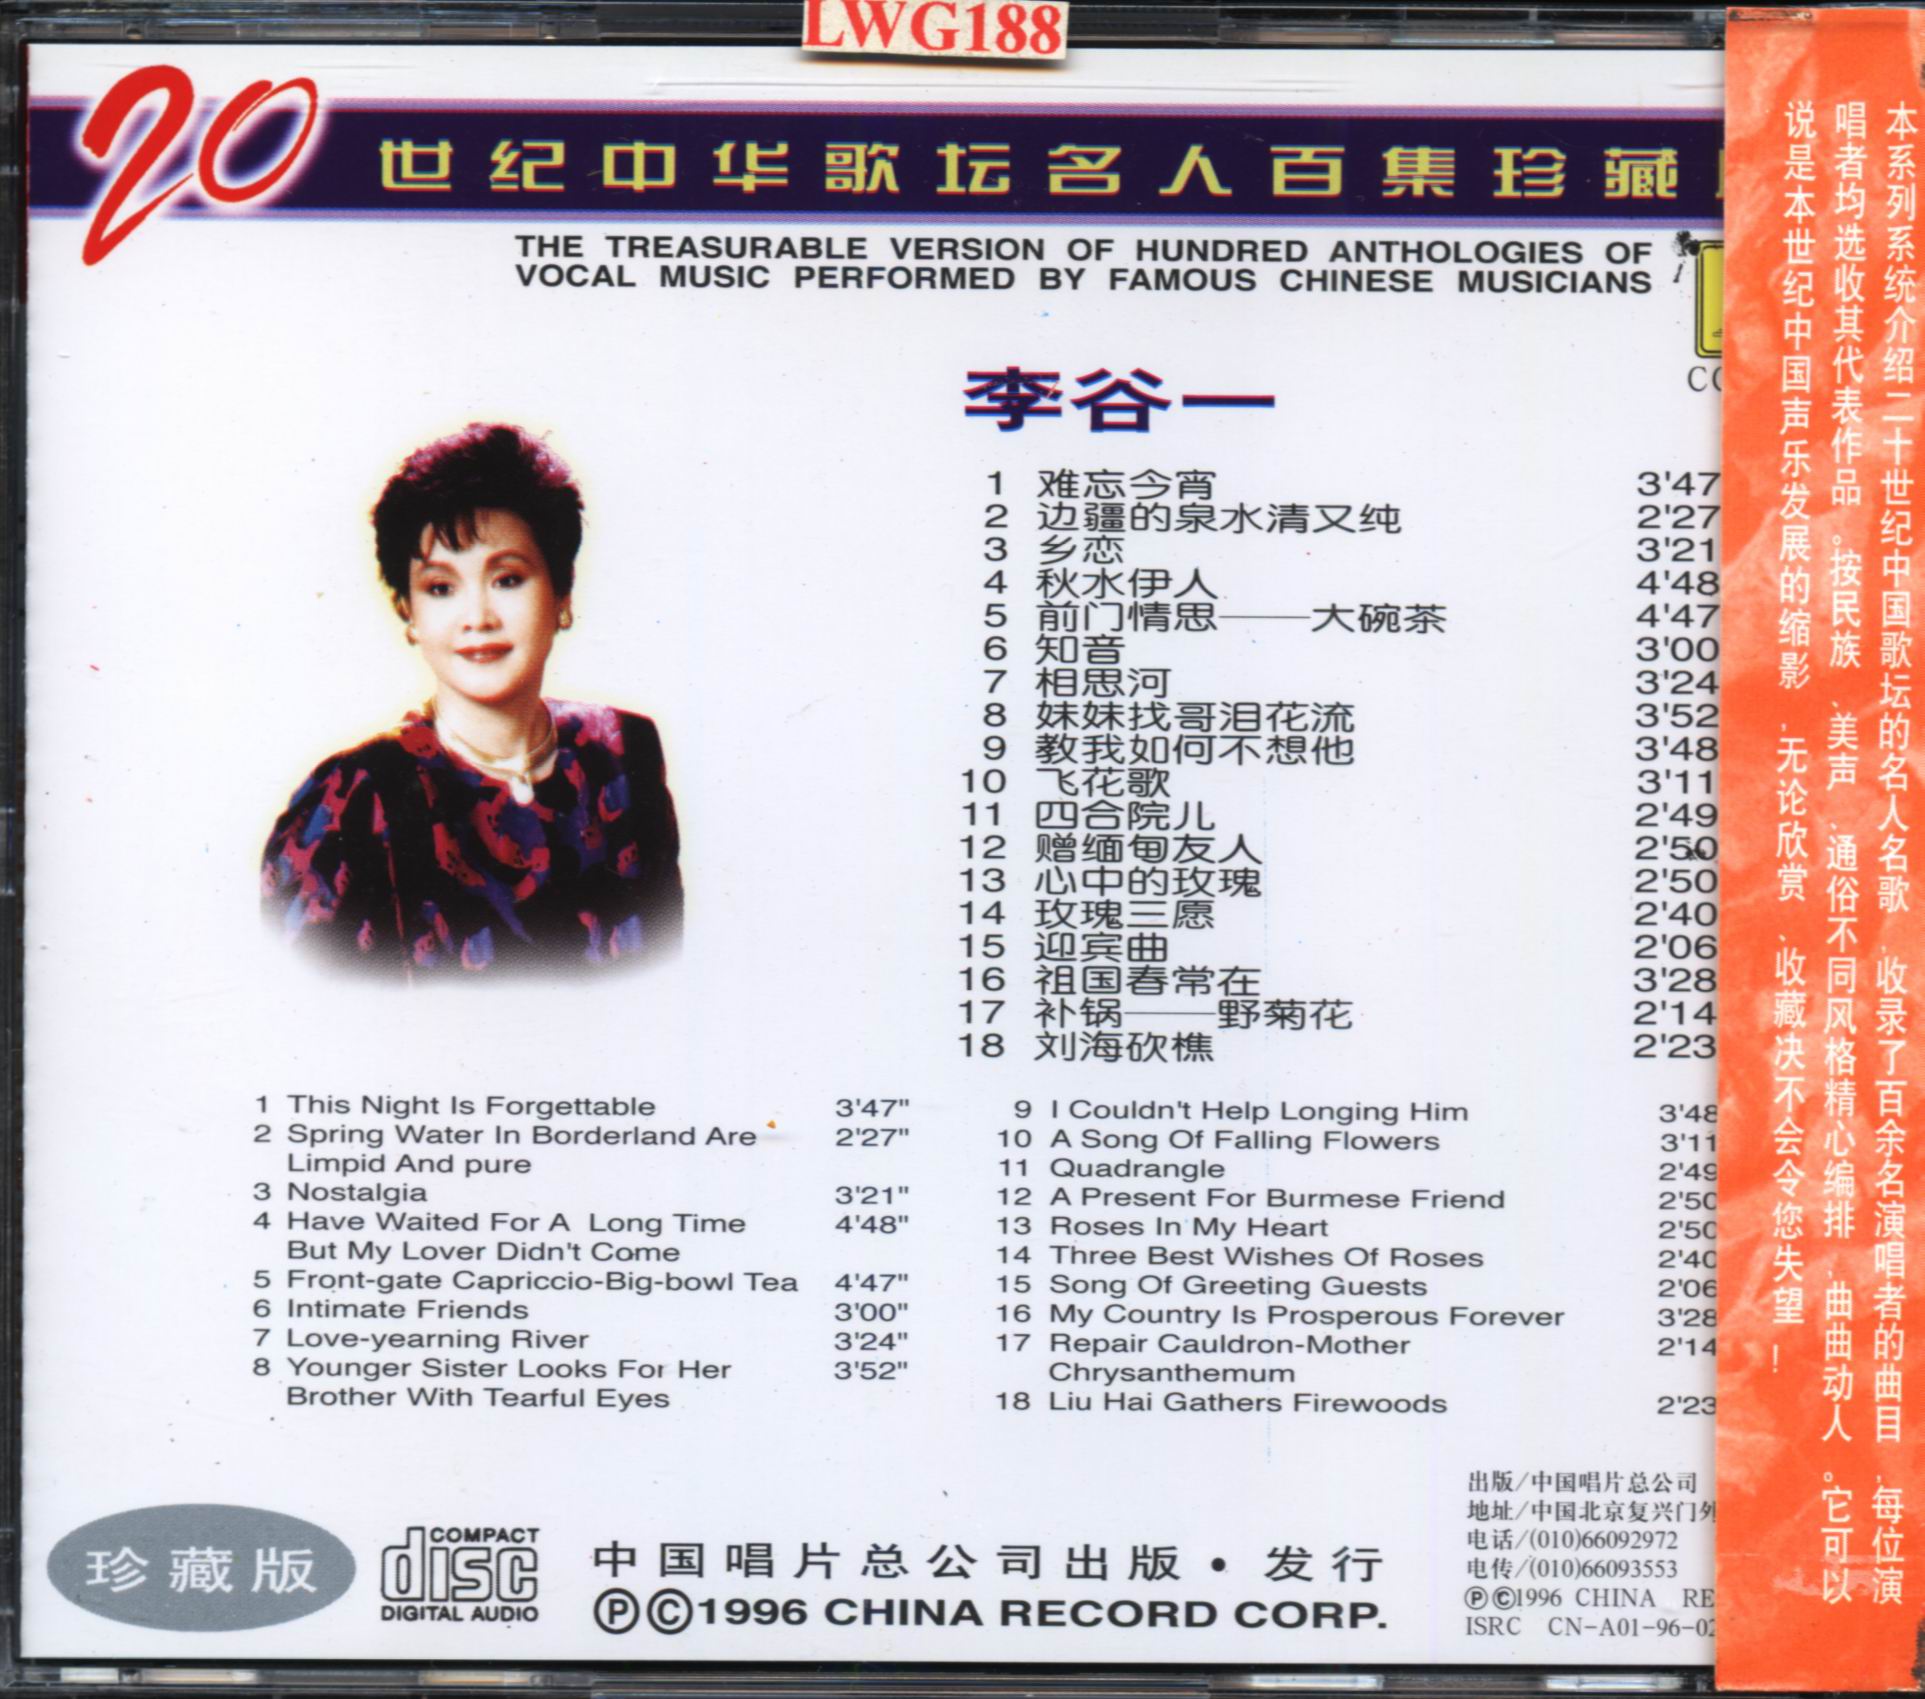 LWG188
20世纪中华歌坛名人百集珍藏
THE TREASURABLE VERSION OF HUNDRED ANTHOLOGIES OF
VOCAL MUSIC PERFORMED BY FAMOUS CHINESE MUSICIANS
李谷一
1 难忘今宵 3'47
2 边疆的泉水清又纯 2'27
3 乡恋 3'21
4 秋水伊人 4'48
5 前门情思——大碗茶 4'47
6 知音 3'00
7 相思河 3'24
8 妹妹找哥泪花流 3'52
9 教我如何不想他 3'48
10 飞花歌 3'11
11 四合院儿 2'49
12 赠缅甸友人 2'50
13 心中的玫瑰 2'50
14 玫瑰三愿 2'40
15 迎宾曲 2'06
16 祖国春常在 3'28
17 补锅——野菊花 2'14
18 刘海砍樵 2'23
1 This Night Is Forgettable 3'47"
2 Spring Water In Borderland Are 2'27"
Limpid And pure
3 Nostalgia 3'21"
4 Have Waited For A Long Time 4'48"
But My Lover Didn't Come
5 Front-gate Capriccio-Big-bowl Tea 4'47"
6 Intimate Friends 3'00"
7 Love-yearning River 3'24"
8 Younger Sister Looks For Her 3'52"
Brother With Tearful Eyes
9 I Couldn't Help Longing Him 3'48
10 A Song Of Falling Flowers 3'11
11 Quadrangle 2'49
12 A Present For Burmese Friend 2'50
13 Roses In My Heart 2'50
14 Three Best Wishes Of Roses 2'40
15 Song Of Greeting Guests 2'06
16 My Country Is Prosperous Forever 3'28
17 Repair Cauldron-Mother 2'14
Chrysanthemum
18 Liu Hai Gathers Firewoods 2'23
珍藏版
COMPACT
disc
DIGITAL AUDIO
中国唱片总公司出版·发行
Ⓟ©1996 CHINA RECORD CORP.
出版/中国唱片总公司
地址/中国北京复兴门外
电话/(010)66092972
电传/(010)66093553
Ⓟ©1996 CHINA RE
ISRC CN-A01-96-02
本系列系统介绍二十世纪中国歌坛的名人名歌,收录了百余名演唱者的曲目,每位演
唱者均选收其代表作品。按民族、美声、通俗不同风格精心编排,曲曲动人。它可以
说是本世纪中国声乐发展的缩影,无论欣赏、收藏决不会令您失望!